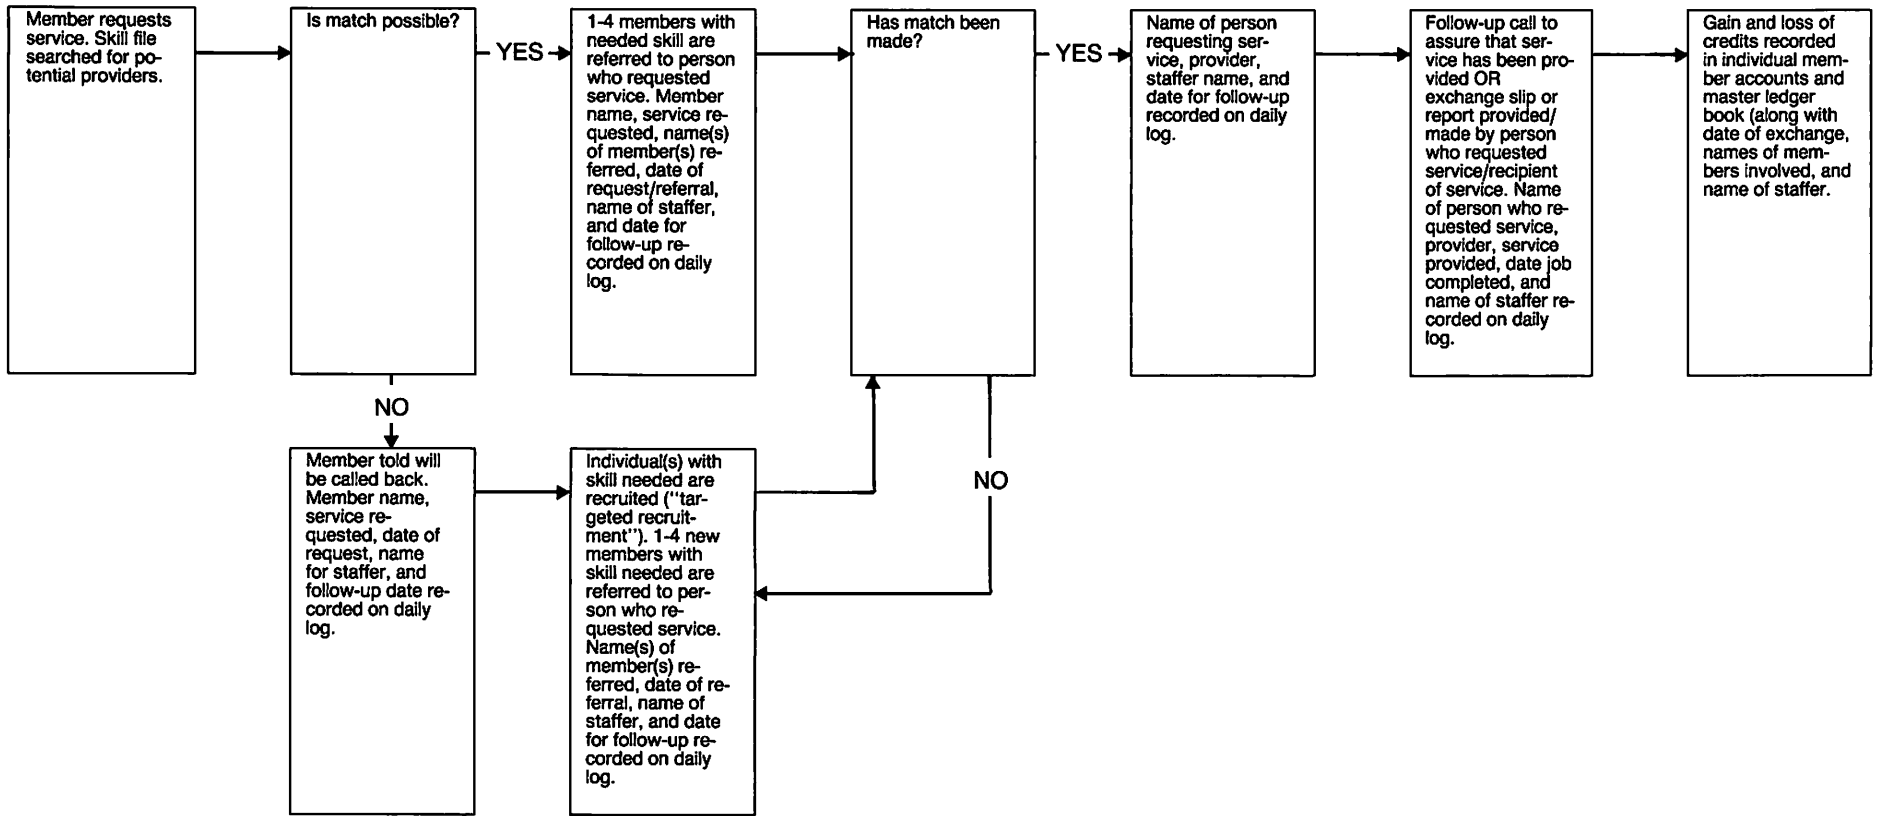 Member requests
service. Skill file
searched for po-
tential providers.
Is match possible?
YES
1-4 members with
needed skill are
referred to person
who requested
service. Member
name, service re-
quested, name(s)
of member(s) re-
ferred, date of
request/referral,
name of staffer,
and date for
follow-up re-
corded on daily
log.
Has match been
made?
YES
Name of person
requesting ser-
vice, provider,
staffer name, and
date for follow-up
recorded on daily
log.
Follow-up call to
assure that ser-
vice has been pro-
vided OR
exchange slip or
report provided/
made by person
who requested
service/recipient
of service. Name
of person who re-
quested service,
provider, service
provided, date job
completed, and
name of staffer re-
corded on daily
log.
Gain and loss of
credits recorded
in individual mem-
ber accounts and
master ledger
book (along with
date of exchange,
names of mem-
bers involved, and
name of staffer.
NO
Member told will
be called back.
Member name,
service re-
quested, date of
request, name
for staffer, and
follow-up date re-
corded on daily
log.
Individual(s) with
skill needed are
recruited ("tar-
geted recruit-
ment"). 1-4 new
members with
skill needed are
referred to per-
son who re-
quested service.
Name(s) of
member(s) re-
ferred, date of re-
ferral, name of
staffer, and date
for follow-up re-
corded on daily
log.
NO